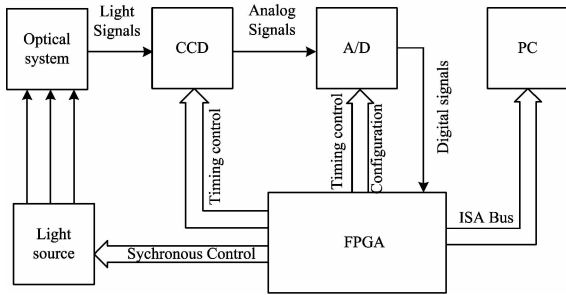 Light
Signals
Analog
Signals
Optical
system
CCD
A/D
PC
Timing control
Timing control
Configuration
Digital signals
Light
source
Sychronous Control
FPGA
ISA Bus